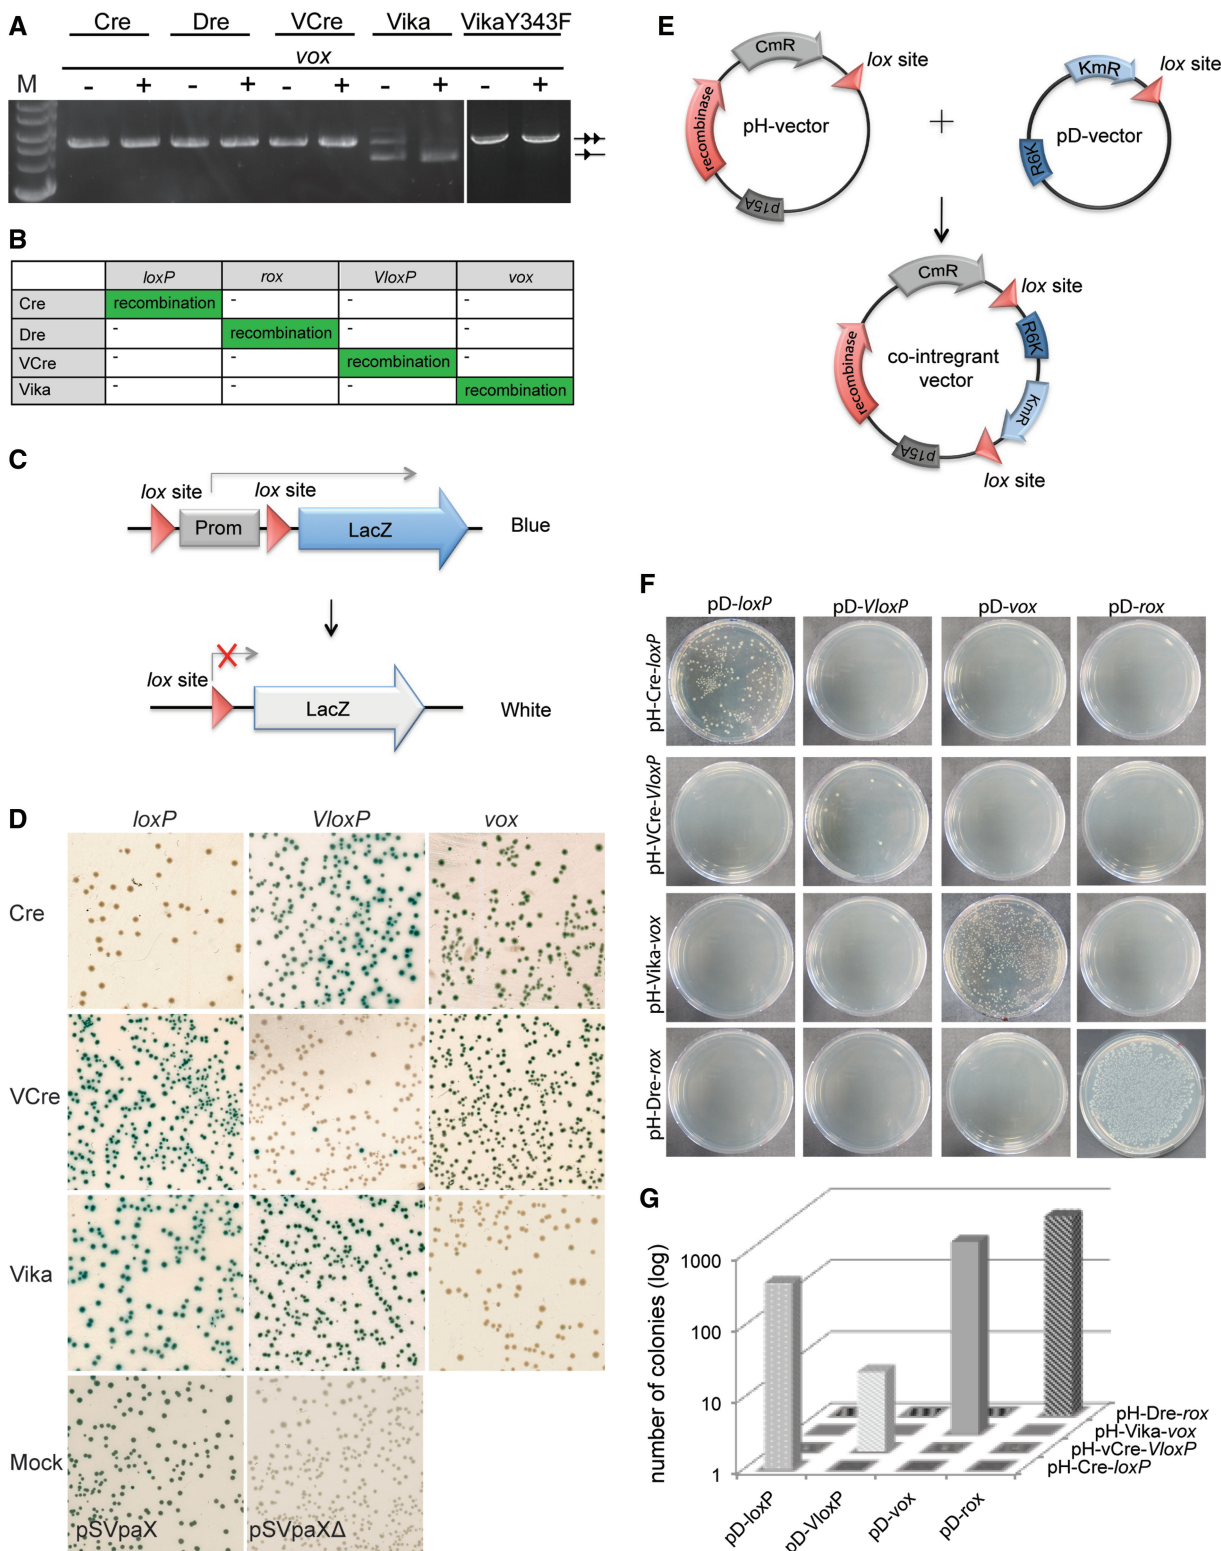 A
Cre Dre VCre Vika VikaY343F
vox
M - + - + - + - + - +
B
loxP rox VloxP vox
Cre recombination - - -
Dre - recombination - -
VCre - - recombination -
Vika - - - recombination
C
lox site lox site
Prom LacZ Blue
lox site
LacZ White
D
loxP VloxP vox
Cre
VCre
Vika
Mock
pSVpaX pSVpaXΔ
E
CmR
lox site
recombinase
pH-vector
p15A
+
KmR
lox site
pD-vector
R6K
CmR
lox site
R6K
recombinase
co-intregrant
vector
KmR
p15A
lox site
F
pD-loxP pD-VloxP pD-vox pD-rox
pH-Cre-loxP
pH-VCre-VloxP
pH-Vika-vox
pH-Dre-rox
G
number of colonies (log)
1000
100
10
1
pH-Dre-rox
pH-Vika-vox
pH-vCre-VloxP
pH-Cre-loxP
pD-loxP pD-VloxP pD-vox pD-rox